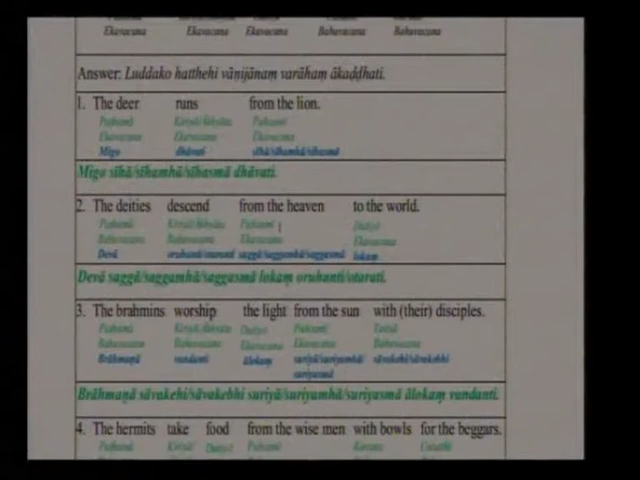 Ekavacana Ekavacana Ekavacana Bahuvacana Bahuvacana
Answer: Luddako hatthehi vāṇijānaṃ varāhaṃ ākaḍḍhati.
1. The deer runs from the lion.
Paṭhamā Kiriyā/Ākhyāta Pañcamī
Ekavacana Ekavacana Ekavacana
Migo dhāvati sīhā/sīhamhā/sīhasmā
Migo sīhā/sīhamhā/sīhasmā dhāvati.
2. The deities descend from the heaven to the world.
Paṭhamā Kiriyā/Ākhyāta Pañcamī Dutiyā
Bahuvacana Bahuvacana Ekavacana Ekavacana
Devā oruhanti/otaranti saggā/saggamhā/saggasmā lokaṃ
Devā saggā/saggamhā/saggasmā lokaṃ oruhanti/otarati.
3. The brahmins worship the light from the sun with (their) disciples.
Paṭhamā Kiriyā/Ākhyāta Dutiyā Pañcamī Tatiyā
Bahuvacana Bahuvacana Ekavacana Ekavacana Bahuvacana
Brāhmaṇā vandanti ālokaṃ suriyā/suriyamhā/ sāvakehi/sāvakebhi
suriyasmā
Brāhmaṇā sāvakehi/sāvakebhi suriyā/suriyamhā/suriyasmā ālokaṃ vandanti.
4. The hermits take food from the wise men with bowls for the beggars.
Paṭhamā Kiriyā/ Dutiyā Pañcamī